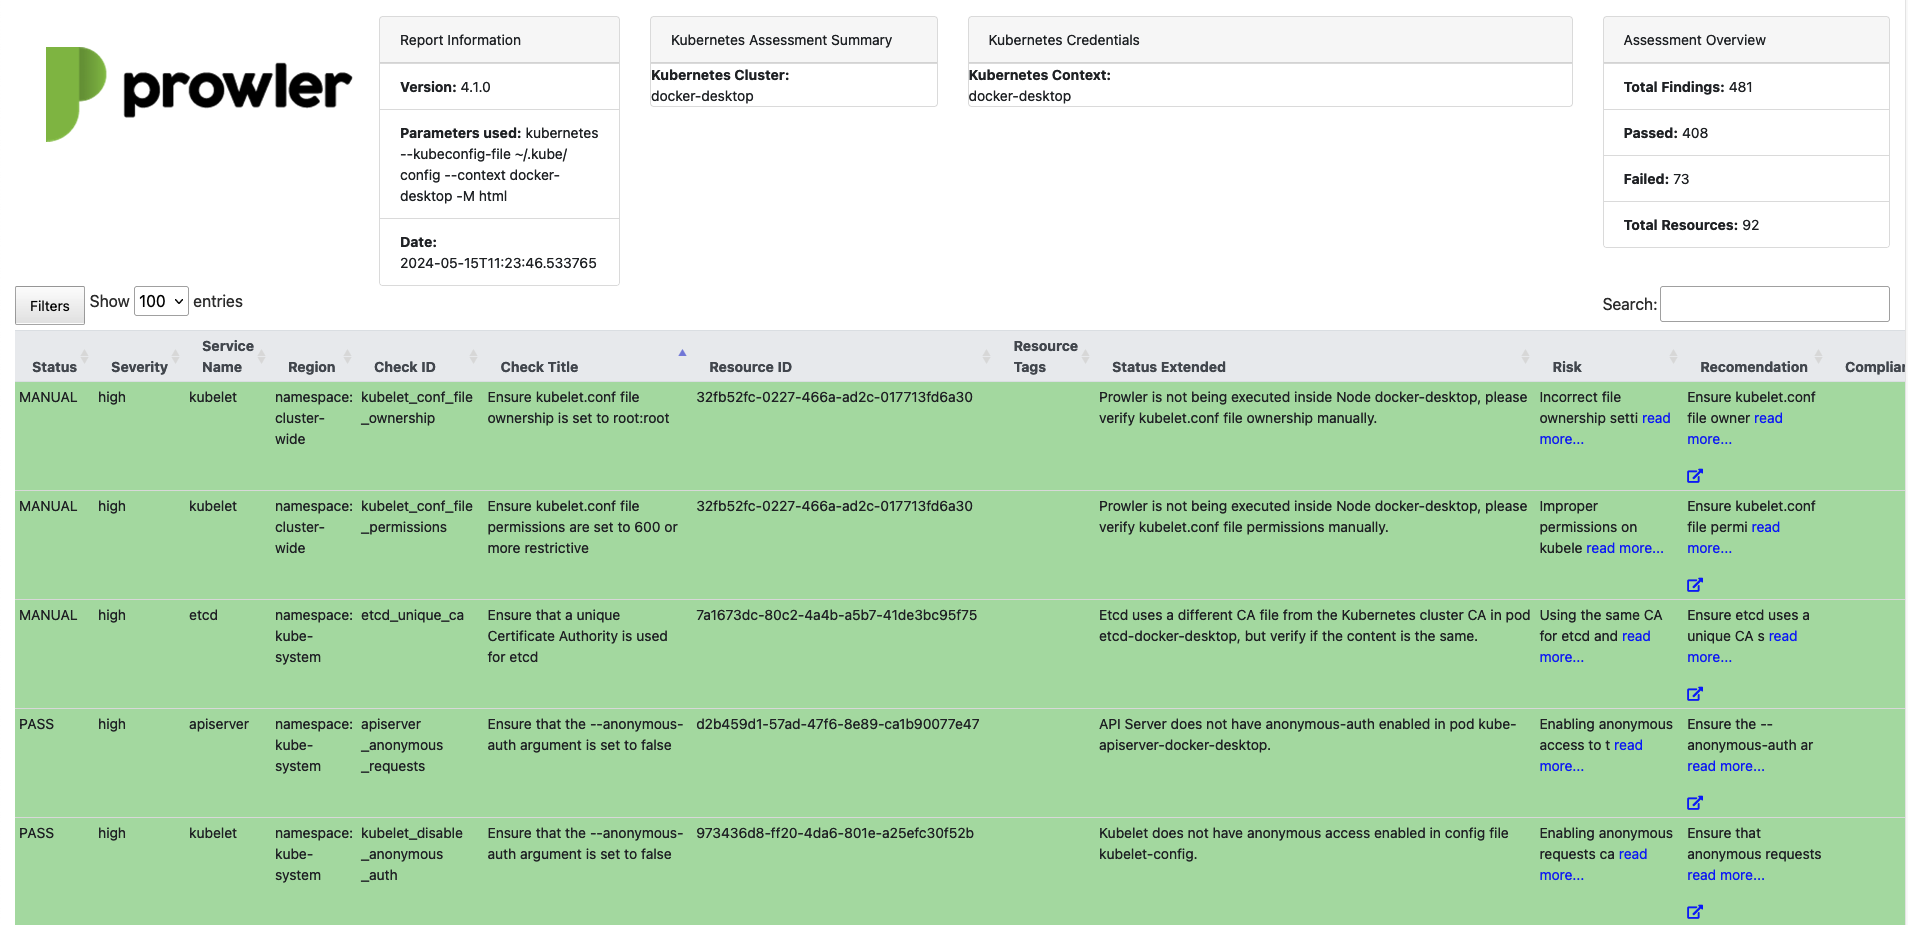 prowler
Report Information
Version: 4.1.0
Parameters used: kubernetes
--kubeconfig-file ~/.kube/
config --context docker-
desktop -M html
Date:
2024-05-15T11:23:46.533765
Kubernetes Assessment Summary
Kubernetes Cluster:
docker-desktop
Kubernetes Credentials
Kubernetes Context:
docker-desktop
Assessment Overview
Total Findings: 481
Passed: 408
Failed: 73
Total Resources: 92
Filters Show 100 entries
Search:
Status
Severity
Service
Name
Region
Check ID
Check Title
Resource ID
Resource
Tags
Status Extended
Risk
Recomendation
Complian
MANUAL
high
kubelet
namespace:
cluster-
wide
kubelet_conf_file
_ownership
Ensure kubelet.conf file
ownership is set to root:root
32fb52fc-0227-466a-ad2c-017713fd6a30
Prowler is not being executed inside Node docker-desktop, please
verify kubelet.conf file ownership manually.
Incorrect file
ownership setti read
more...
Ensure kubelet.conf
file owner read
more...
MANUAL
high
kubelet
namespace:
cluster-
wide
kubelet_conf_file
_permissions
Ensure kubelet.conf file
permissions are set to 600 or
more restrictive
32fb52fc-0227-466a-ad2c-017713fd6a30
Prowler is not being executed inside Node docker-desktop, please
verify kubelet.conf file permissions manually.
Improper
permissions on
kubele read more...
Ensure kubelet.conf
file permi read
more...
MANUAL
high
etcd
namespace:
kube-
system
etcd_unique_ca
Ensure that a unique
Certificate Authority is used
for etcd
7a1673dc-80c2-4a4b-a5b7-41de3bc95f75
Etcd uses a different CA file from the Kubernetes cluster CA in pod
etcd-docker-desktop, but verify if the content is the same.
Using the same CA
for etcd and read
more...
Ensure etcd uses a
unique CA s read
more...
PASS
high
apiserver
namespace:
kube-
system
apiserver
_anonymous
_requests
Ensure that the --anonymous-
auth argument is set to false
d2b459d1-57ad-47f6-8e89-ca1b90077e47
API Server does not have anonymous-auth enabled in pod kube-
apiserver-docker-desktop.
Enabling anonymous
access to t read
more...
Ensure the --
anonymous-auth ar
read more...
PASS
high
kubelet
namespace:
kube-
system
kubelet_disable
_anonymous
_auth
Ensure that the --anonymous-
auth argument is set to false
973436d8-ff20-4da6-801e-a25efc30f52b
Kubelet does not have anonymous access enabled in config file
kubelet-config.
Enabling anonymous
requests ca read
more...
Ensure that
anonymous requests
read more...